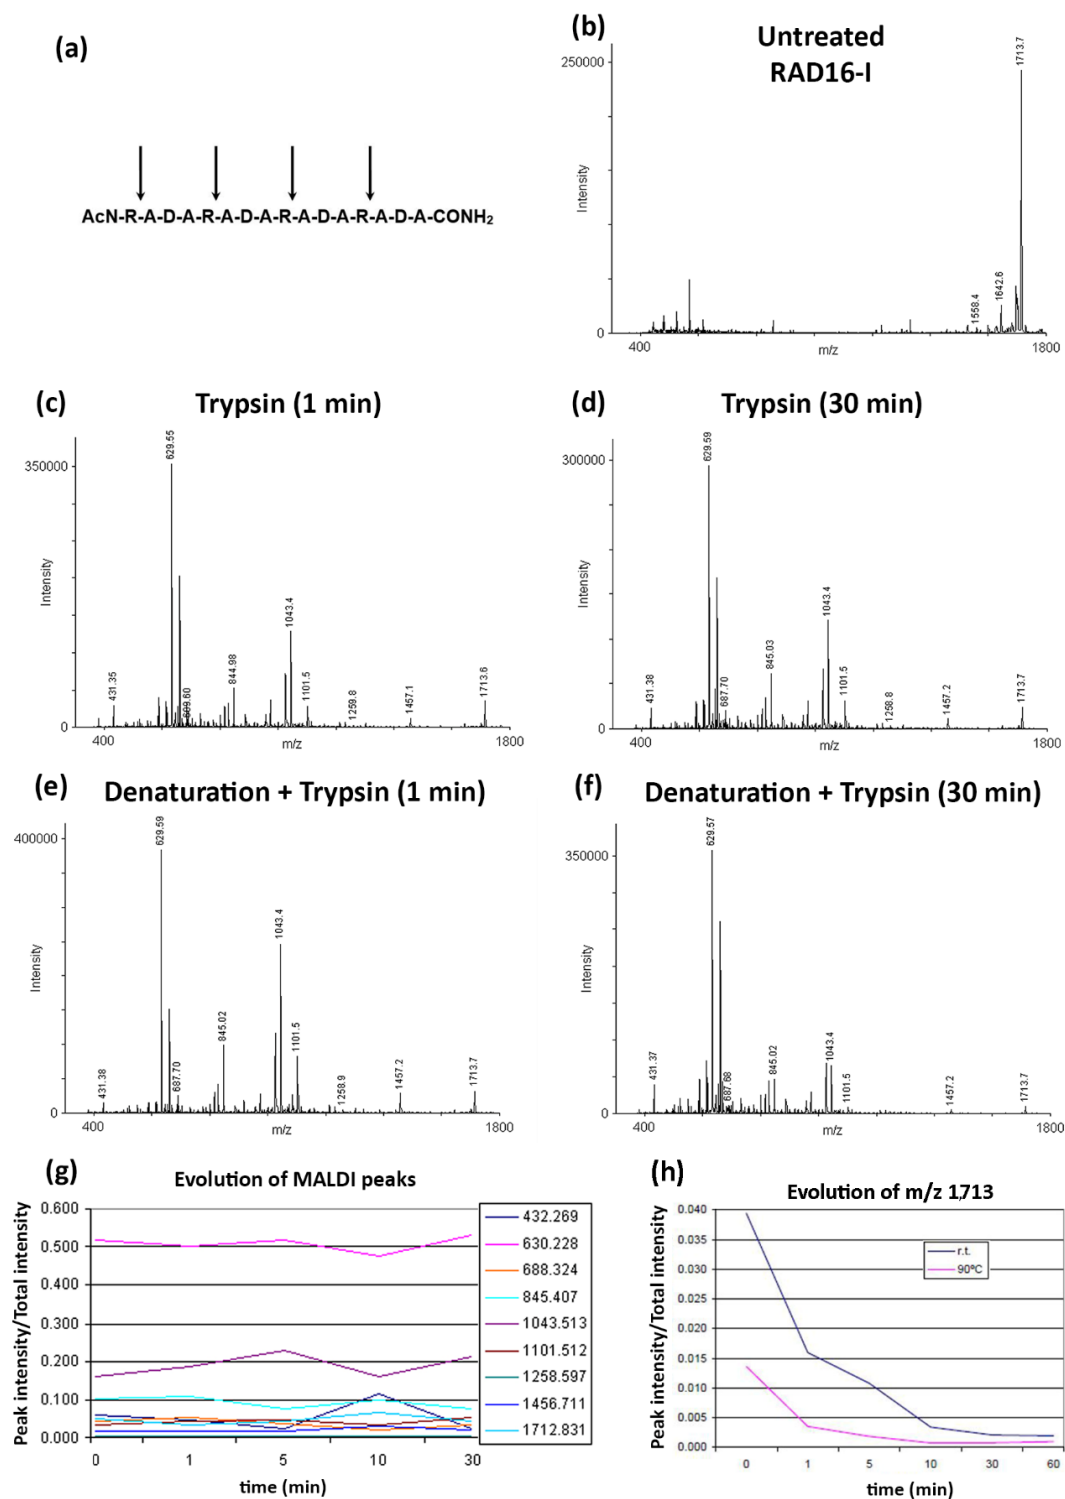 (a)
AcN-R-A-D-A-R-A-D-A-R-A-D-A-R-A-D-A-CONH₂
(b)
Untreated
RAD16-I
250000
Intensity
0
1558.4
1642.6
1713.7
400
m/z
1800
(c)
Trypsin (1 min)
350000
Intensity
0
431.35
629.55
844.98
1043.4
1101.5
1259.8
1457.1
1713.6
400
m/z
1800
(d)
Trypsin (30 min)
300000
Intensity
0
431.38
629.59
687.70
845.03
1043.4
1101.5
1258.8
1457.2
1713.7
400
m/z
1800
(e)
Denaturation + Trypsin (1 min)
400000
Intensity
0
431.38
629.59
687.70
845.02
1043.4
1101.5
1258.9
1457.2
1713.7
400
m/z
1800
(f)
Denaturation + Trypsin (30 min)
350000
Intensity
0
431.37
629.57
687.68
845.02
1043.4
1101.5
1457.2
1713.7
400
m/z
1800
(g)
Evolution of MALDI peaks
Peak intensity/Total intensity
0.600
0.500
0.400
0.300
0.200
0.100
0.000
0 1 5 10 30
time (min)
432.269
630.228
688.324
845.407
1043.513
1101.512
1258.597
1456.711
1712.831
(h)
Evolution of m/z 1,713
Peak intensity/Total intensity
0.040
0.035
0.030
0.025
0.020
0.015
0.010
0.005
0.000
r.t.
90ºC
0 1 5 10 30 60
time (min)